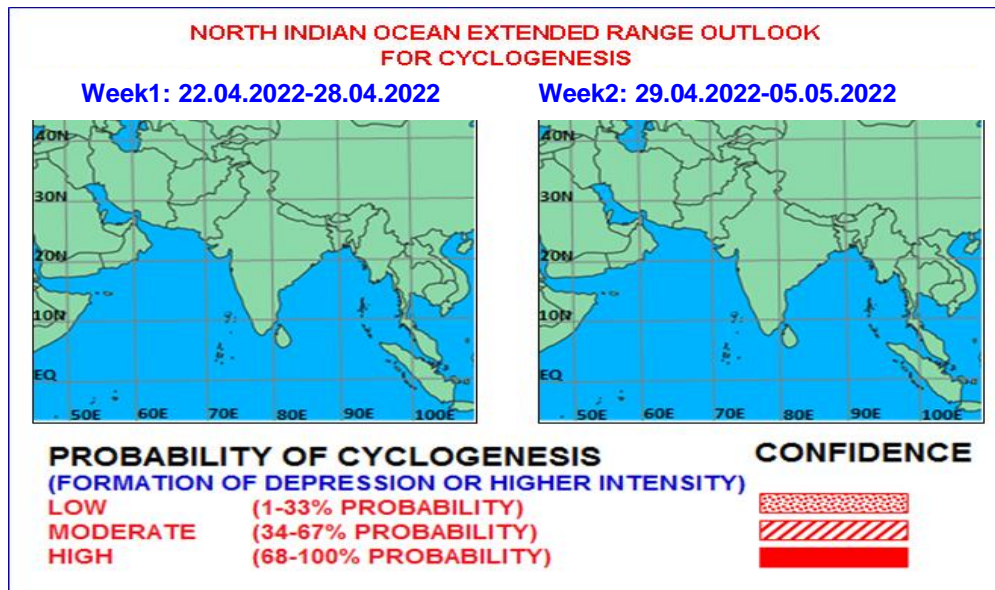 NORTH INDIAN OCEAN EXTENDED RANGE OUTLOOK
FOR CYCLOGENESIS
Week1: 22.04.2022-28.04.2022
Week2: 29.04.2022-05.05.2022
40N
30N
20N
10N
EQ
50E 60E 70E 80E 90E 100E
40N
30N
20N
10N
EQ
50E 60E 70E 80E 90E 100E
PROBABILITY OF CYCLOGENESIS
(FORMATION OF DEPRESSION OR HIGHER INTENSITY)
LOW (1-33% PROBABILITY)
MODERATE (34-67% PROBABILITY)
HIGH (68-100% PROBABILITY)
CONFIDENCE